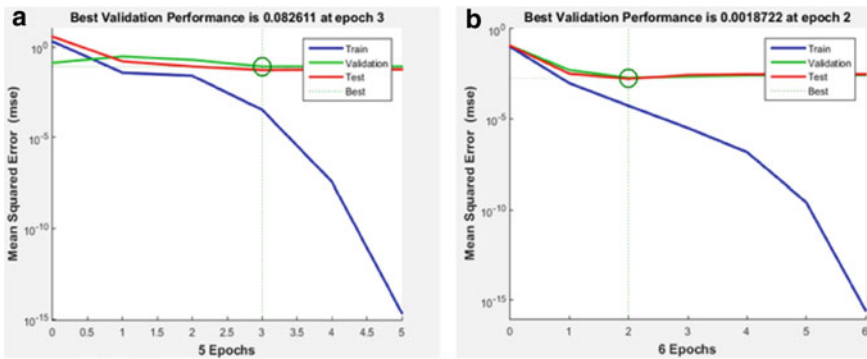 a
Best Validation Performance is 0.082611 at epoch 3
Train
Validation
Test
Best
Mean Squared Error (mse)
10^0
10^-5
10^-10
10^-15
0 0.5 1 1.5 2 2.5 3 3.5 4 4.5 5
5 Epochs
b
Best Validation Performance is 0.0018722 at epoch 2
Train
Validation
Test
Best
Mean Squared Error (mse)
10^0
10^-5
10^-10
10^-15
0 1 2 3 4 5 6
6 Epochs